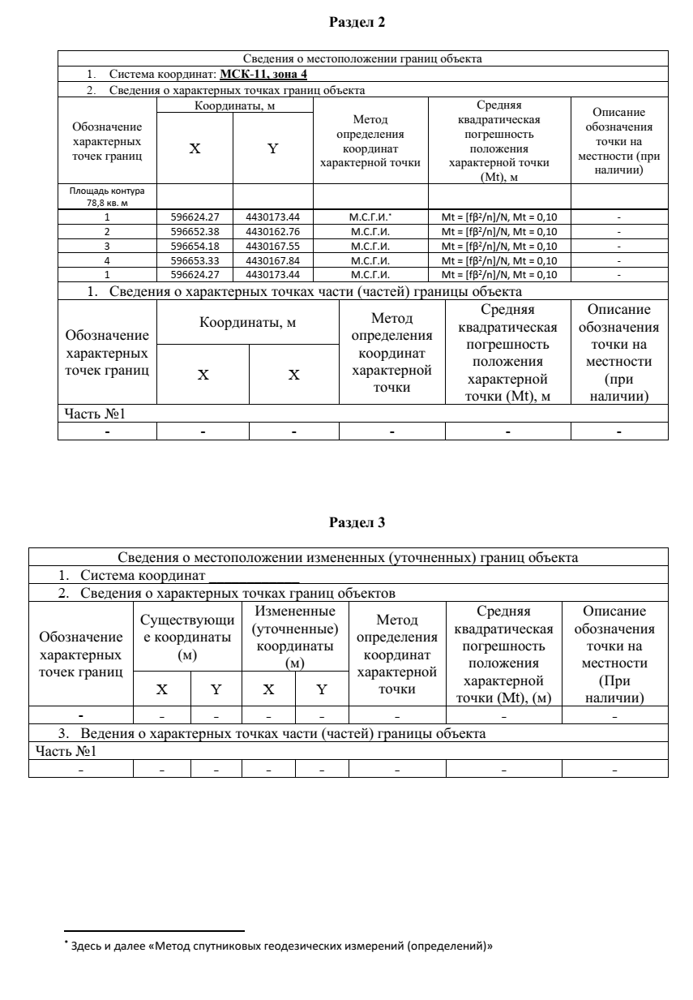 Раздел 2
Сведения о местоположении границ объекта
1. Система координат: МСК-11, зона 4
2. Сведения о характерных точках границ объекта
Обозначение
характерных
точек границ
Координаты, м
X
Y
Метод
определения
координат
характерной точки
Средняя
квадратическая
погрешность
положения
характерной точки
(Mt), м
Описание
обозначения
точки на
местности (при
наличии)
Площадь контура
78,8 кв. м
1 596624.27 4430173.44 М.С.Г.И.* Mt = [fβ²/n]/N, Mt = 0,10 -
2 596652.38 4430162.76 М.С.Г.И. Mt = [fβ²/n]/N, Mt = 0,10 -
3 596654.18 4430167.55 М.С.Г.И. Mt = [fβ²/n]/N, Mt = 0,10 -
4 596653.33 4430167.84 М.С.Г.И. Mt = [fβ²/n]/N, Mt = 0,10 -
1 596624.27 4430173.44 М.С.Г.И. Mt = [fβ²/n]/N, Mt = 0,10 -
1. Сведения о характерных точках части (частей) границы объекта
Обозначение
характерных
точек границ
Координаты, м
X
X
Метод
определения
координат
характерной
точки
Средняя
квадратическая
погрешность
положения
характерной
точки (Mt), м
Описание
обозначения
точки на
местности
(при
наличии)
Часть №1
- - - - - -
Раздел 3
Сведения о местоположении измененных (уточненных) границ объекта
1. Система координат ____________
2. Сведения о характерных точках границ объектов
Обозначение
характерных
точек границ
Существующи
е координаты
(м)
X
Y
Измененные
(уточненные)
координаты
(м)
X
Y
Метод
определения
координат
характерной
точки
Средняя
квадратическая
погрешность
положения
характерной
точки (Mt), (м)
Описание
обозначения
точки на
местности
(При
наличии)
- - - - - - - -
3. Ведения о характерных точках части (частей) границы объекта
Часть №1
- - - - - - - -
* Здесь и далее «Метод спутниковых геодезических измерений (определений)»